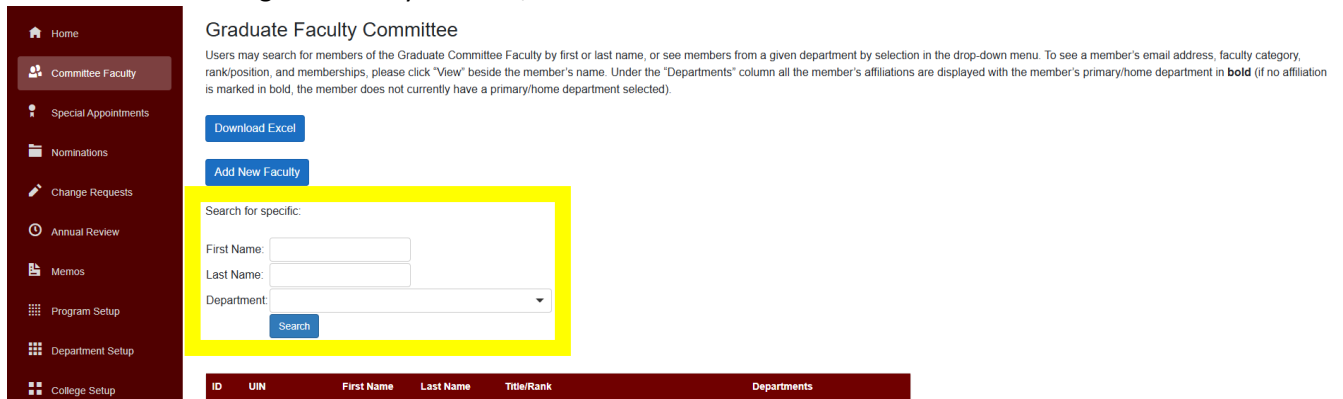 Home
Committee Faculty
Special Appointments
Nominations
Change Requests
Annual Review
Memos
Program Setup
Department Setup
College Setup
Graduate Faculty Committee
Users may search for members of the Graduate Committee Faculty by first or last name, or see members from a given department by selection in the drop-down menu. To see a member's email address, faculty category,
rank/position, and memberships, please click "View" beside the member's name. Under the "Departments" column all the member's affiliations are displayed with the member's primary/home department in bold (if no affiliation
is marked in bold, the member does not currently have a primary/home department selected).
Download Excel
Add New Faculty
Search for specific:
First Name:
Last Name:
Department:
Search
ID UIN First Name Last Name Title/Rank Departments